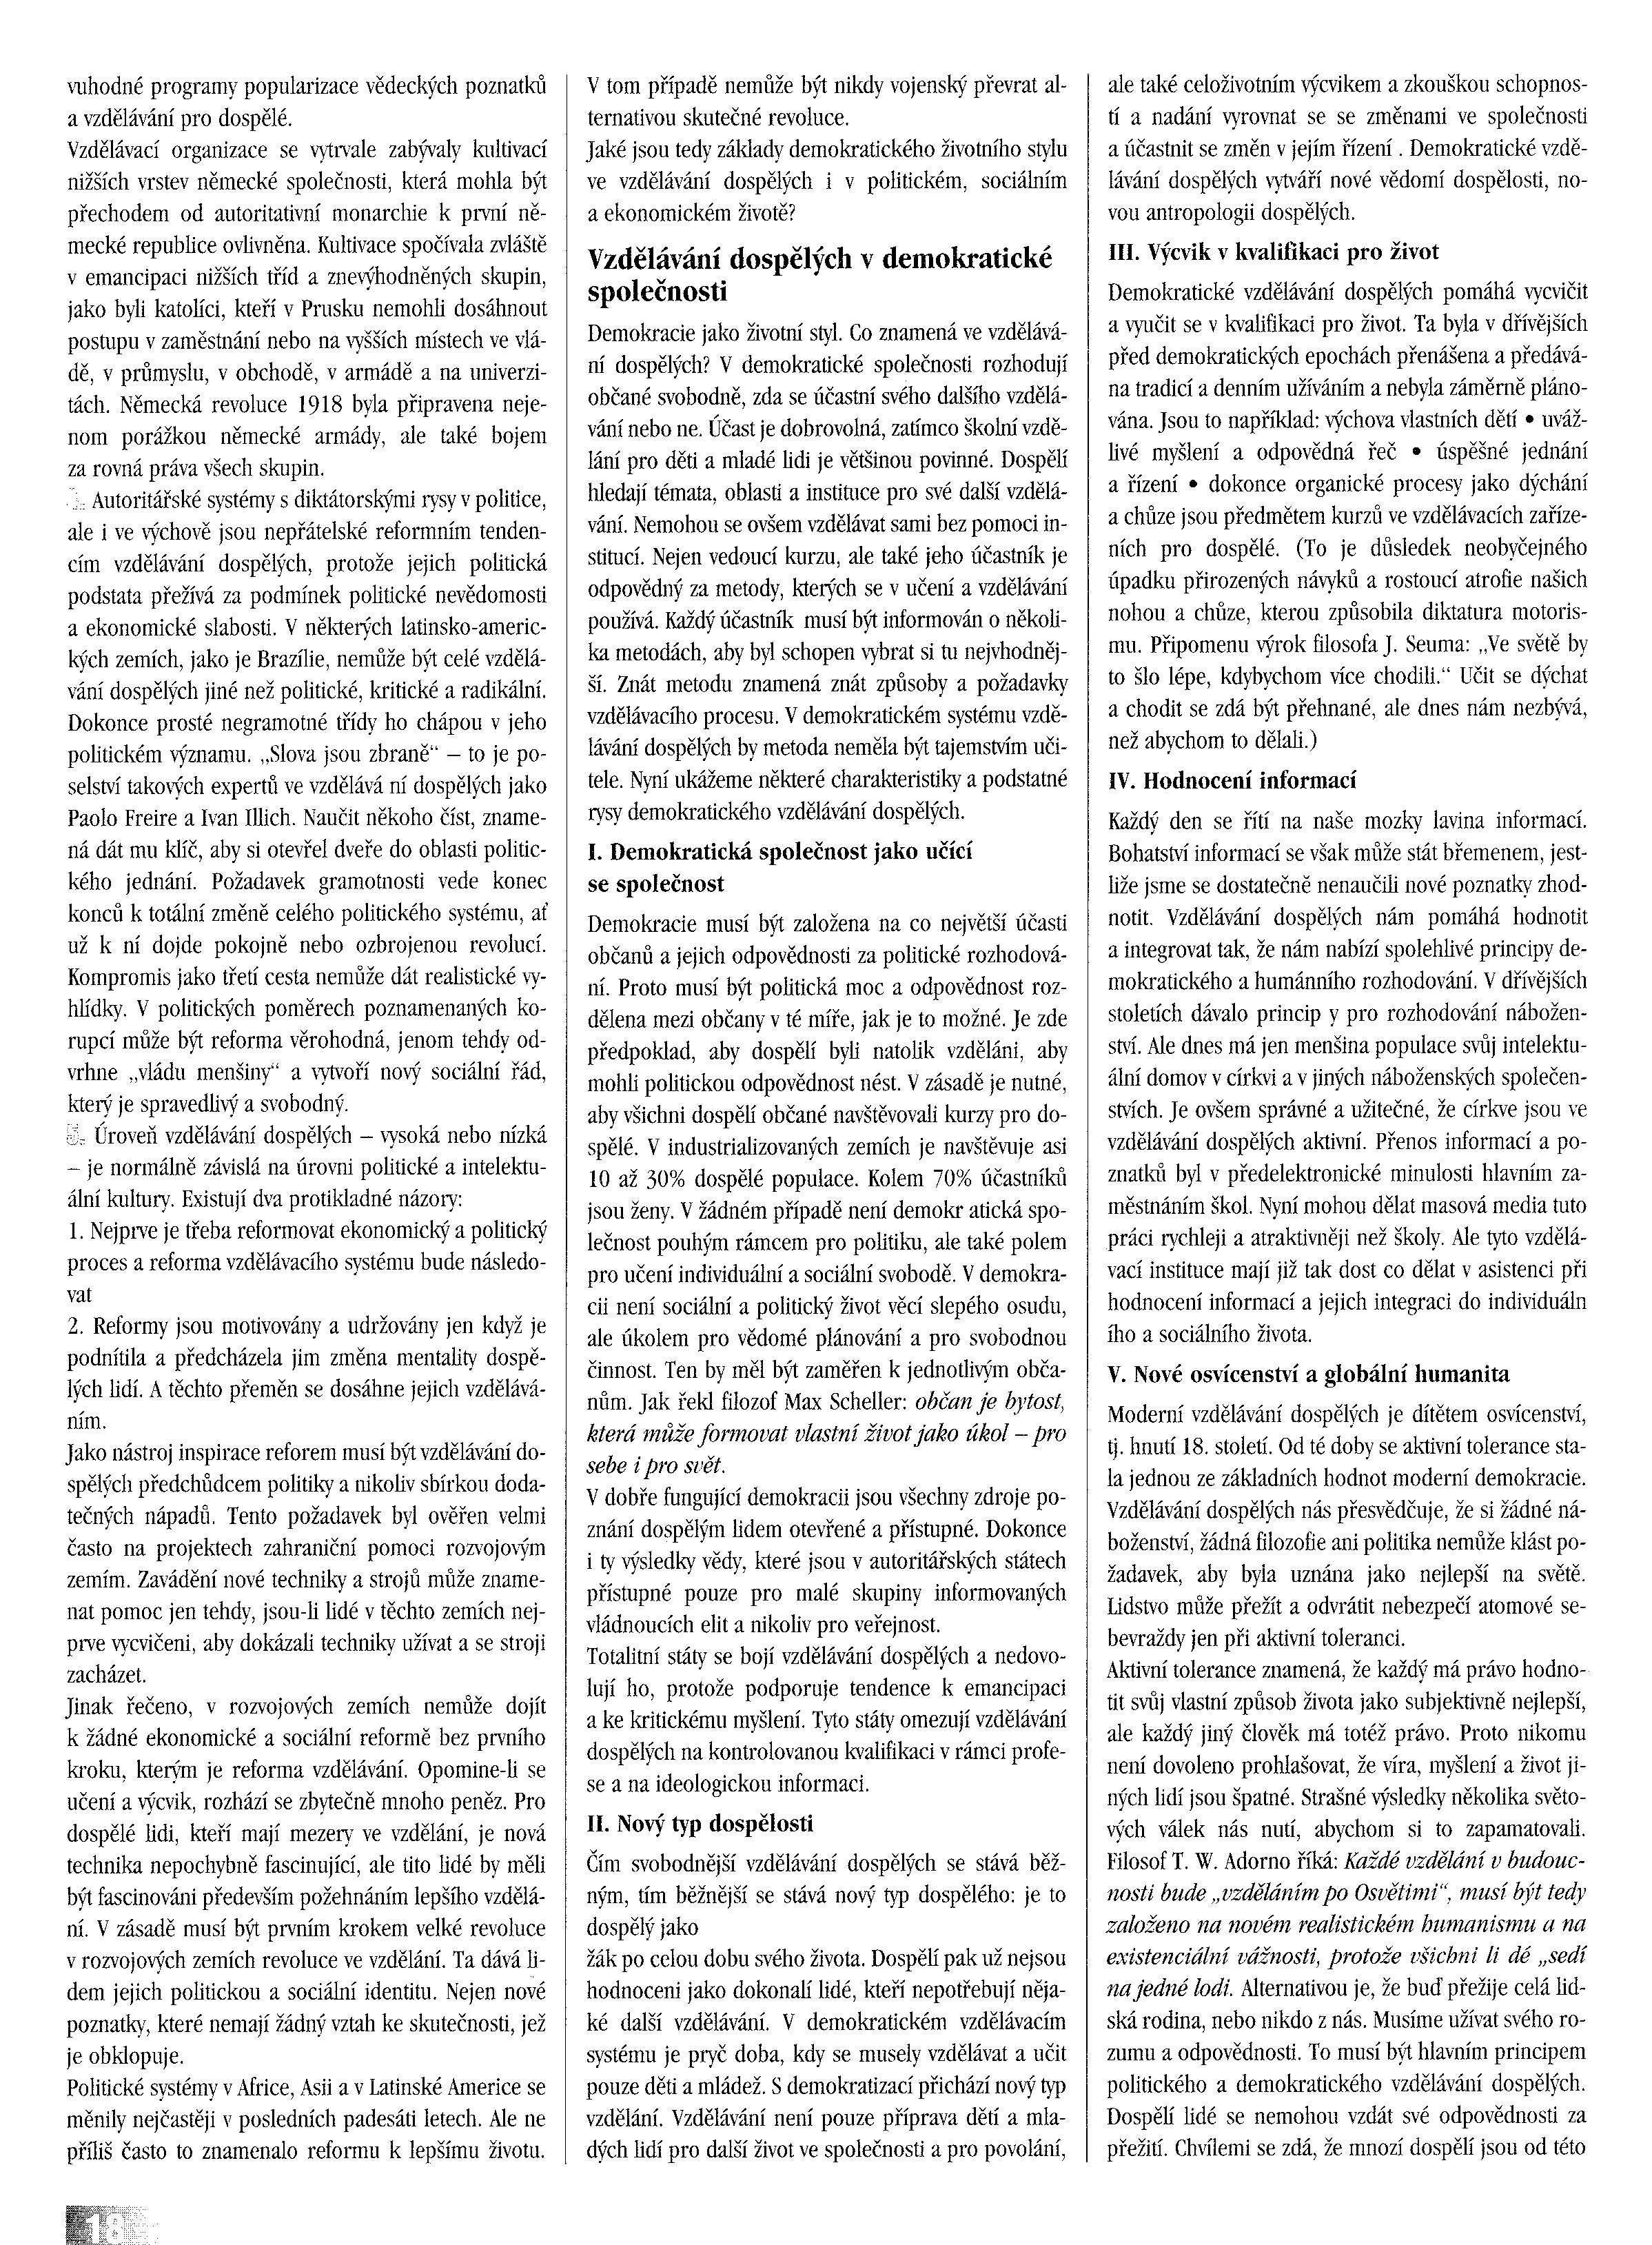 vuhodné programy popularizace vědeckých poznatků
a vzdělávání pro dospělé.
Vzdělávací organizace se vytrvale zabývaly kultivací
nižších vrstev německé společnosti, která mohla být
přechodem od autoritativní monarchie k první ně-
mecké republice ovlivněna. Kultivace spočívala zvláště
v emancipaci nižších tříd a znevýhodněných skupin,
jako byli katolíci, kteří v Prusku nemohli dosáhnout
postupu v zaměstnání nebo na vyšších místech ve vlá-
dě, v průmyslu, v obchodě, v armádě a na univerzi-
tách. Německá revoluce 1918 byla připravena neje-
nom porážkou německé armády, ale také bojem
za rovná práva všech skupin.
Autoritářské systémy s diktátorskými rysy v politice,
ale i ve výchově jsou nepřátelské reformním tenden-
cím vzdělávání dospělých, protože jejich politická
podstata přežívá za podmínek politické nevědomosti
a ekonomické slabosti. V některých latinsko-americ-
kých zemích, jako je Brazílie, nemůže být celé vzdělá-
vání dospělých jiné než politické, kritické a radikální.
Dokonce prosté negramotné třídy ho chápou v jeho
politickém významu. „Slova jsou zbraně“ – to je po-
selství takových expertů ve vzdělává ní dospělých jako
Paolo Freire a Ivan Illich. Naučit někoho číst, zname-
ná dát mu klíč, aby si otevřel dveře do oblasti politic-
kého jednání. Požadavek gramotnosti vede konec
konců k totální změně celého politického systému, ať
už k ní dojde pokojně nebo ozbrojenou revolucí.
Kompromis jako třetí cesta nemůže dát realistické vy-
hlídky. V politických poměrech poznamenaných ko-
rupcí může být reforma věrohodná, jenom tehdy od-
vrhne „vládu menšiny“ a vytvoří nový sociální řád,
který je spravedlivý a svobodný.
Úroveň vzdělávání dospělých – vysoká nebo nízká
– je normálně závislá na úrovni politické a intelektu-
ální kultury. Existují dva protikladné názory:
1. Nejprve je třeba reformovat ekonomický a politický
proces a reforma vzdělávacího systému bude následo-
vat
2. Reformy jsou motivovány a udržovány jen když je
podnítila a předcházela jim změna mentality dospě-
lých lidí. A těchto přeměn se dosáhne jejich vzdělává-
ním.
Jako nástroj inspirace reforem musí být vzdělávání do-
spělých předchůdcem politiky a nikoliv sbírkou doda-
tečných nápadů. Tento požadavek byl ověřen velmi
často na projektech zahraniční pomoci rozvojovým
zemím. Zavádění nové techniky a strojů může zname-
nat pomoc jen tehdy, jsou-li lidé v těchto zemích nej-
prve vycvičeni, aby dokázali techniky užívat a se stroji
zacházet.
Jinak řečeno, v rozvojových zemích nemůže dojít
k žádné ekonomické a sociální reformě bez prvního
kroku, kterým je reforma vzdělávání. Opomine-li se
učení a výcvik, rozhází se zbytečně mnoho peněz. Pro
dospělé lidi, kteří mají mezery ve vzdělání, je nová
technika nepochybně fascinující, ale tito lidé by měli
být fascinováni především požehnáním lepšího vzdělá-
ní. V zásadě musí být prvním krokem velké revoluce
v rozvojových zemích revoluce ve vzdělání. Ta dává li-
dem jejich politickou a sociální identitu. Nejen nové
poznatky, které nemají žádný vztah ke skutečnosti, jež
je obklopuje.
Politické systémy v Africe, Asii a v Latinské Americe se
měnily nejčastěji v posledních padesáti letech. Ale ne
příliš často to znamenalo reformu k lepšímu životu.
V tom případě nemůže být nikdy vojenský převrat al-
ternativou skutečné revoluce.
Jaké jsou tedy základy demokratického životního stylu
ve vzdělávání dospělých i v politickém, sociálním
a ekonomickém životě?
Vzdělávání dospělých v demokratické
společnosti
Demokracie jako životní styl. Co znamená ve vzdělává-
ní dospělých? V demokratické společnosti rozhodují
občané svobodně, zda se účastní svého dalšího vzdělá-
vání nebo ne. Účast je dobrovolná, zatímco školní vzdě-
lání pro děti a mladé lidi je většinou povinné. Dospělí
hledají témata, oblasti a instituce pro své další vzdělá-
vání. Nemohou se ovšem vzdělávat sami bez pomoci in-
stitucí. Nejen vedoucí kurzu, ale také jeho účastník je
odpovědný za metody, kterých se v učení a vzdělávání
používá. Každý účastník musí být informován o několi-
ka metodách, aby byl schopen vybrat si tu nejvhodněj-
ší. Znát metodu znamená znát způsoby a požadavky
vzdělávacího procesu. V demokratickém systému vzdě-
lávání dospělých by metoda neměla být tajemstvím uči-
tele. Nyní ukážeme některé charakteristiky a podstatné
rysy demokratického vzdělávání dospělých.
I. Demokratická společnost jako učící
se společnost
Demokracie musí být založena na co největší účasti
občanů a jejich odpovědnosti za politické rozhodová-
ní. Proto musí být politická moc a odpovědnost roz-
dělena mezi občany v té míře, jak je to možné. Je zde
předpoklad, aby dospělí byli natolik vzděláni, aby
mohli politickou odpovědnost nést. V zásadě je nutné,
aby všichni dospělí občané navštěvovali kurzy pro do-
spělé. V industrializovaných zemích je navštěvuje asi
10 až 30% dospělé populace. Kolem 70% účastníků
jsou ženy. V žádném případě není demokr atická spo-
lečnost pouhým rámcem pro politiku, ale také polem
pro učení individuální a sociální svobodě. V demokra-
cii není sociální a politický život věcí slepého osudu,
ale úkolem pro vědomé plánování a pro svobodnou
činnost. Ten by měl být zaměřen k jednotlivým obča-
nům. Jak řekl filozof Max Scheller: občan je bytost,
která může formovat vlastní život jako úkol – pro
sebe i pro svět.
V dobře fungující demokracii jsou všechny zdroje po-
znání dospělým lidem otevřené a přístupné. Dokonce
i ty výsledky vědy, které jsou v autoritářských státech
přístupné pouze pro malé skupiny informovaných
vládnoucích elit a nikoliv pro veřejnost.
Totalitní státy se bojí vzdělávání dospělých a nedovo-
lují ho, protože podporuje tendence k emancipaci
a ke kritickému myšlení. Tyto státy omezují vzdělávání
dospělých na kontrolovanou kvalifikaci v rámci profe-
se a na ideologickou informaci.
II. Nový typ dospělosti
Čím svobodnější vzdělávání dospělých se stává běž-
ným, tím běžnější se stává nový typ dospělého: je to
dospělý jako
žák po celou dobu svého života. Dospělí pak už nejsou
hodnoceni jako dokonalí lidé, kteří nepotřebují něja-
ké další vzdělávání. V demokratickém vzdělávacím
systému je pryč doba, kdy se musely vzdělávat a učit
pouze děti a mládež. S demokratizací přichází nový typ
vzdělání. Vzdělávání není pouze příprava dětí a mla-
dých lidí pro další život ve společnosti a pro povolání,
ale také celoživotním výcvikem a zkouškou schopnos-
tí a nadání vyrovnat se se změnami ve společnosti
a účastnit se změn v jejím řízení . Demokratické vzdě-
lávání dospělých vytváří nové vědomí dospělosti, no-
vou antropologii dospělých.
III. Výcvik v kvalifikaci pro život
Demokratické vzdělávání dospělých pomáhá vycvičit
a vyučit se v kvalifikaci pro život. Ta byla v dřívějších
před demokratických epochách přenášena a předává-
na tradicí a denním užíváním a nebyla záměrně pláno-
vána. Jsou to například: výchova vlastních dětí • uváž-
livé myšlení a odpovědná řeč • úspěšné jednání
a řízení • dokonce organické procesy jako dýchání
a chůze jsou předmětem kurzů ve vzdělávacích zaříze-
ních pro dospělé. (To je důsledek neobyčejného
úpadku přirozených návyků a rostoucí atrofie našich
nohou a chůze, kterou způsobila diktatura motoris-
mu. Připomenu výrok filosofa J. Seuma: „Ve světě by
to šlo lépe, kdybychom více chodili.“ Učit se dýchat
a chodit se zdá být přehnané, ale dnes nám nezbývá,
než abychom to dělali.)
IV. Hodnocení informací
Každý den se řítí na naše mozky lavina informací.
Bohatství informací se však může stát břemenem, jest-
liže jsme se dostatečně nenaučili nové poznatky zhod-
notit. Vzdělávání dospělých nám pomáhá hodnotit
a integrovat tak, že nám nabízí spolehlivé principy de-
mokratického a humánního rozhodování. V dřívějších
stoletích dávalo princip y pro rozhodování nábožen-
ství. Ale dnes má jen menšina populace svůj intelektu-
ální domov v církvi a v jiných náboženských společen-
stvích. Je ovšem správné a užitečné, že církve jsou ve
vzdělávání dospělých aktivní. Přenos informací a po-
znatků byl v předelektronické minulosti hlavním za-
městnáním škol. Nyní mohou dělat masová media tuto
práci rychleji a atraktivněji než školy. Ale tyto vzdělá-
vací instituce mají již tak dost co dělat v asistenci při
hodnocení informací a jejich integraci do individuáln
ího a sociálního života.
V. Nové osvícenství a globální humanita
Moderní vzdělávání dospělých je dítětem osvícenství,
tj. hnutí 18. století. Od té doby se aktivní tolerance sta-
la jednou ze základních hodnot moderní demokracie.
Vzdělávání dospělých nás přesvědčuje, že si žádné ná-
boženství, žádná filozofie ani politika nemůže klást po-
žadavek, aby byla uznána jako nejlepší na světě.
Lidstvo může přežít a odvrátit nebezpečí atomové se-
bevraždy jen při aktivní toleranci.
Aktivní tolerance znamená, že každý má právo hodno-
tit svůj vlastní způsob života jako subjektivně nejlepší,
ale každý jiný člověk má totéž právo. Proto nikomu
není dovoleno prohlašovat, že víra, myšlení a život ji-
ných lidí jsou špatné. Strašné výsledky několika světo-
vých válek nás nutí, abychom si to zapamatovali.
Filosof T. W. Adorno říká: Každé vzdělání v budouc-
nosti bude „vzděláním po Osvětimi“, musí být tedy
založeno na novém realistickém humanismu a na
existenciální vážnosti, protože všichni li dé „sedí
na jedné lodi. Alternativou je, že buď přežije celá lid-
ská rodina, nebo nikdo z nás. Musíme užívat svého ro-
zumu a odpovědnosti. To musí být hlavním principem
politického a demokratického vzdělávání dospělých.
Dospělí lidé se nemohou vzdát své odpovědnosti za
přežití. Chvílemi se zdá, že mnozí dospělí jsou od této
18